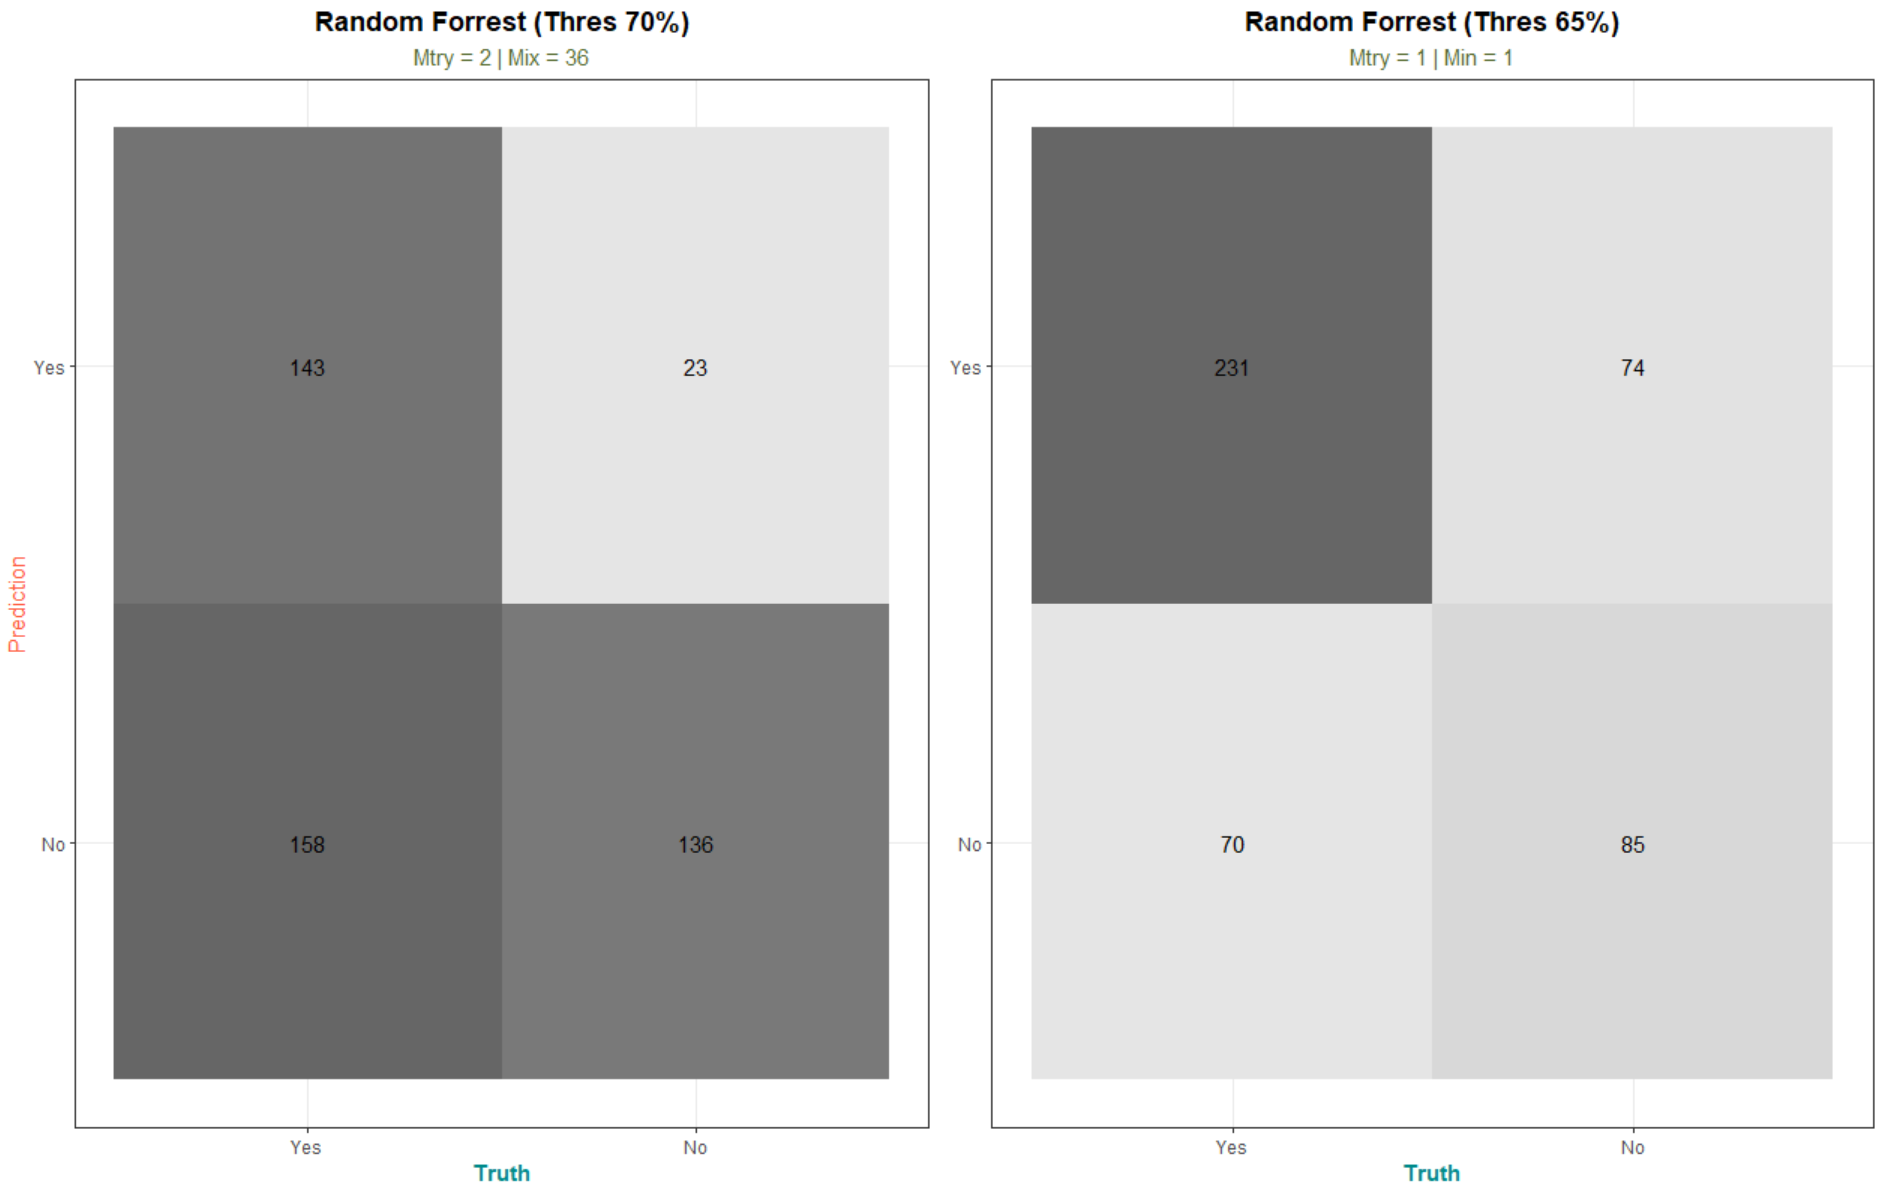 Random Forrest (Thres 70%)
Mtry = 2 | Mix = 36
Prediction
Yes
No
143
23
158
136
Yes
No
Truth
Random Forrest (Thres 65%)
Mtry = 1 | Min = 1
Yes
No
231
74
70
85
Yes
No
Truth